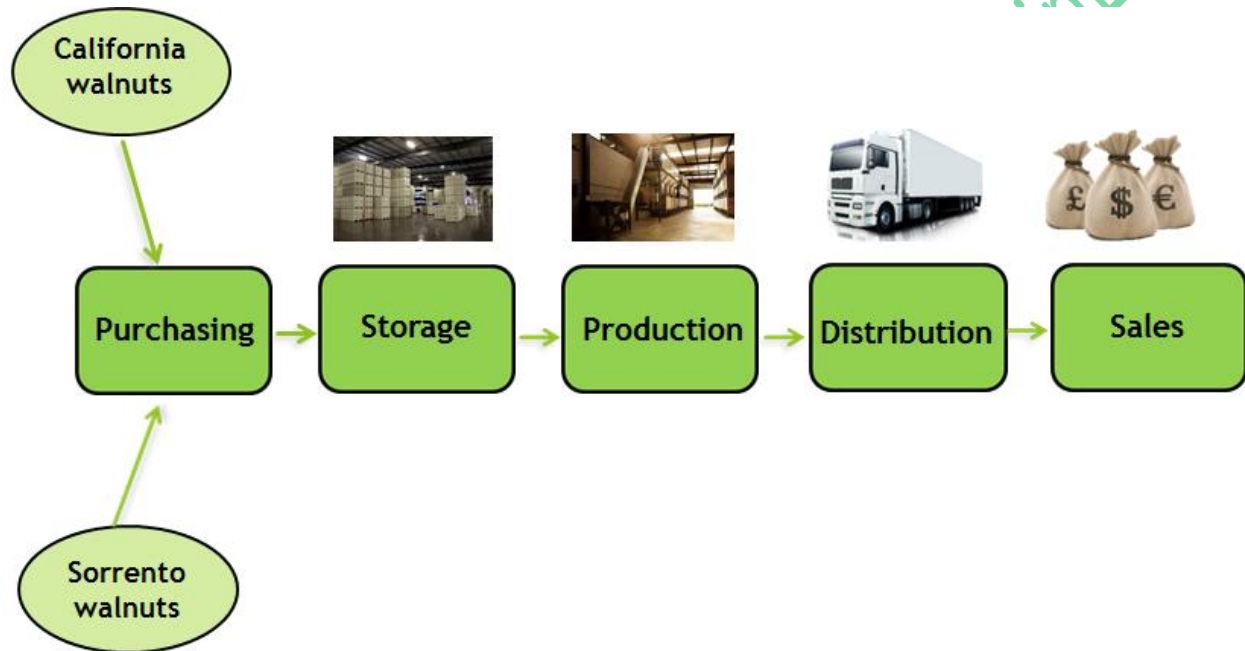 California
walnuts
£
$
€
Purchasing
Storage
Production
Distribution
Sales
Sorrento
walnuts